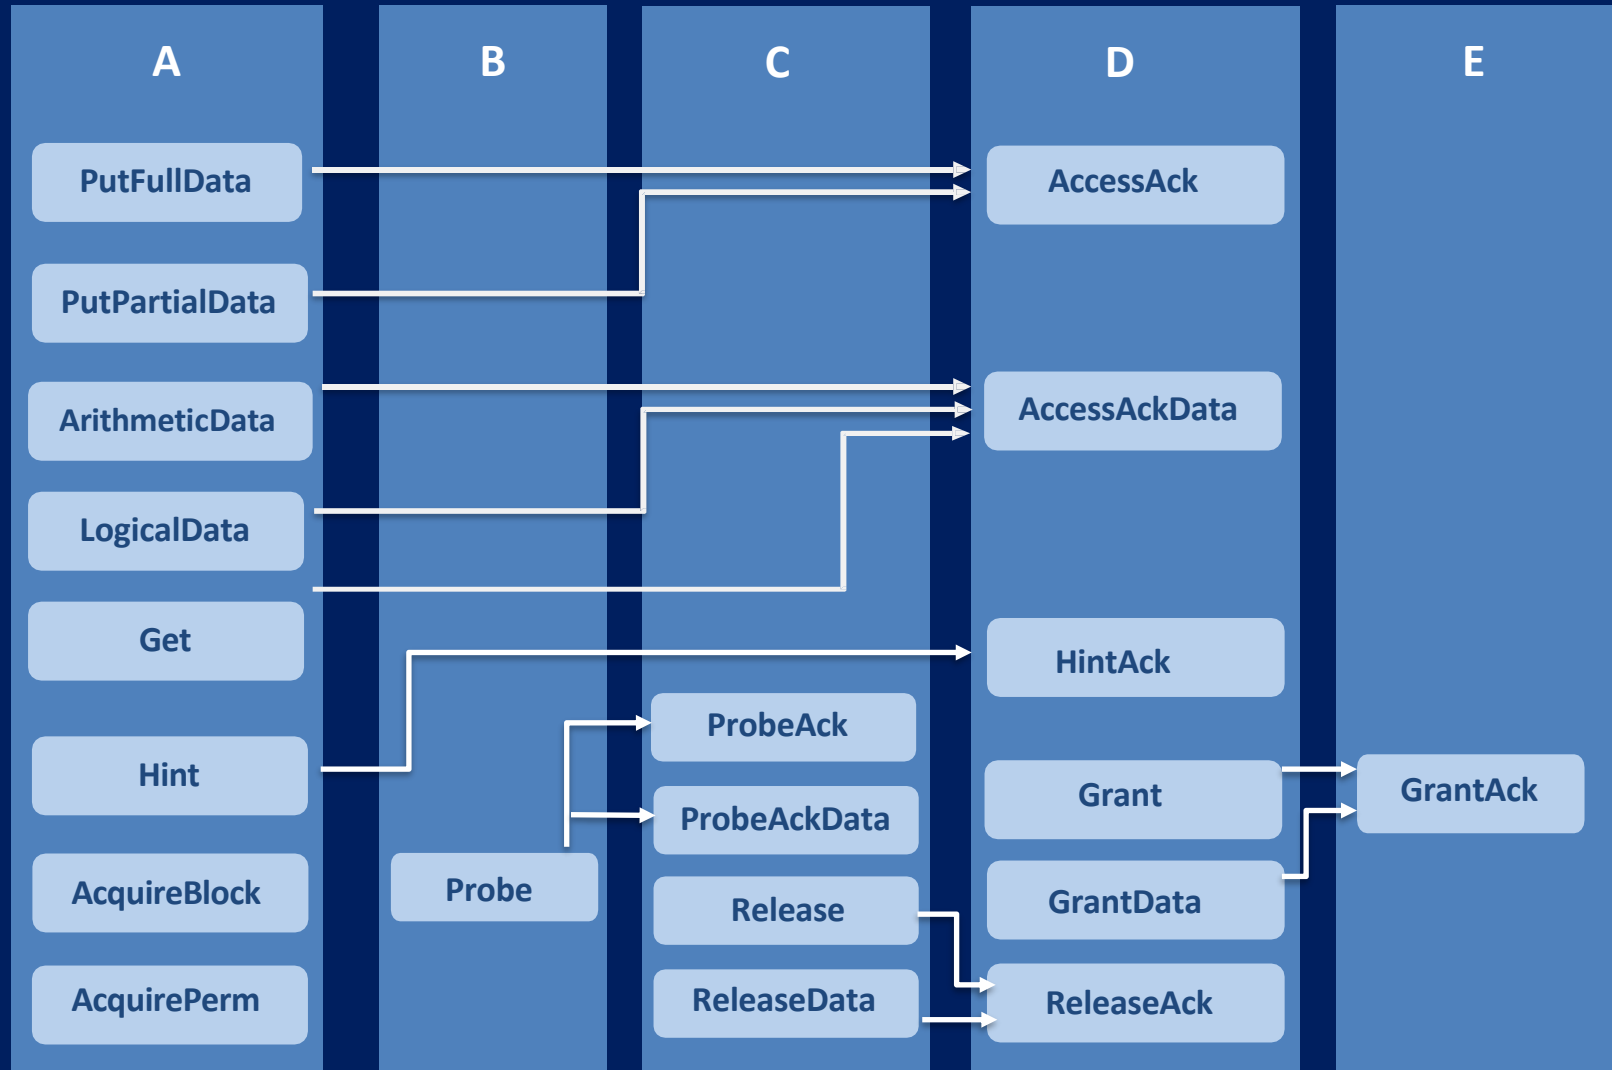 A
B
C
D
E
PutFullData
PutPartialData
ArithmeticData
LogicalData
Get
Hint
AcquireBlock
AcquirePerm
Probe
ProbeAck
ProbeAckData
Release
ReleaseData
AccessAck
AccessAckData
HintAck
Grant
GrantData
ReleaseAck
GrantAck